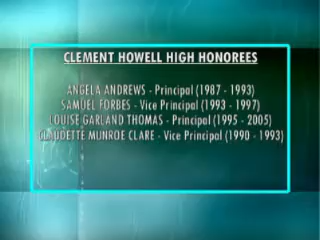 CLEMENT HOWELL HIGH HONOREES
ANGELA ANDREWS - Principal (1987 - 1993)
SAMUEL FORBES - Vice Principal (1993 - 1997)
LOUISE GARLAND THOMAS - Principal (1995 - 2005)
CLAUDETTE MUNROE CLARE - Vice Principal (1990 - 1993)